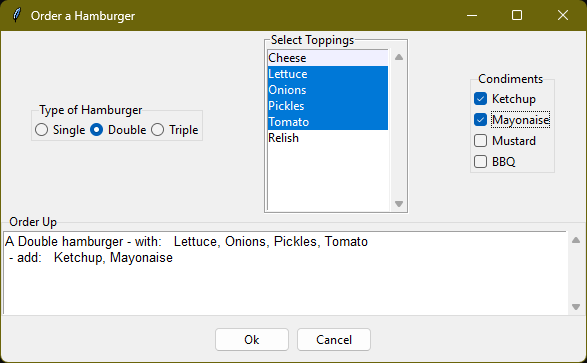 Order a Hamburger
Select Toppings
Cheese
Lettuce
Onions
Pickles
Tomato
Relish
Condiments
Ketchup
Mayonaise
Mustard
BBQ
Type of Hamburger
Single Double Triple
Order Up
A Double hamburger - with: Lettuce, Onions, Pickles, Tomato
- add: Ketchup, Mayonaise
Ok Cancel